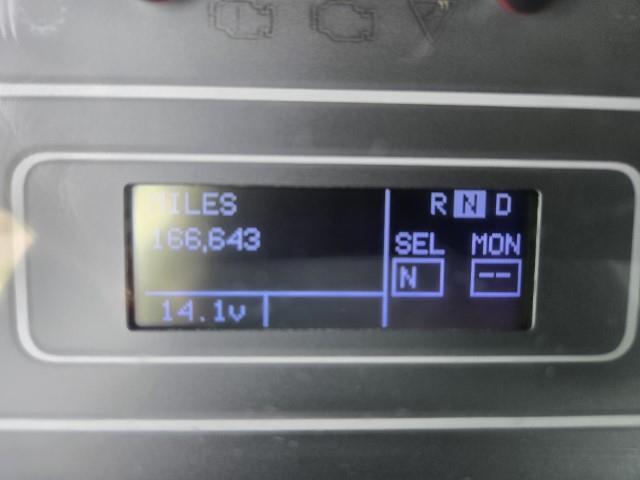 MILES
166,643
14.1v
R N D
SEL MON
N --